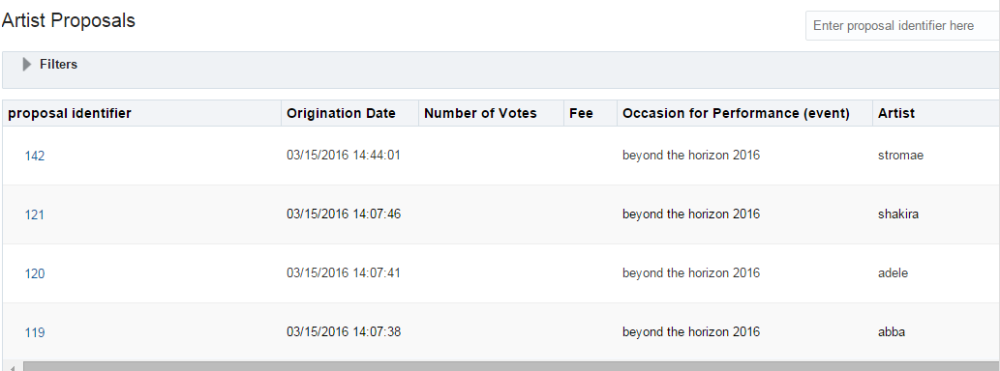 Artist Proposals
Enter proposal identifier here
Filters
proposal identifier Origination Date Number of Votes Fee Occasion for Performance (event) Artist
142 03/15/2016 14:44:01 beyond the horizon 2016 stromae
121 03/15/2016 14:07:46 beyond the horizon 2016 shakira
120 03/15/2016 14:07:41 beyond the horizon 2016 adele
119 03/15/2016 14:07:38 beyond the horizon 2016 abba